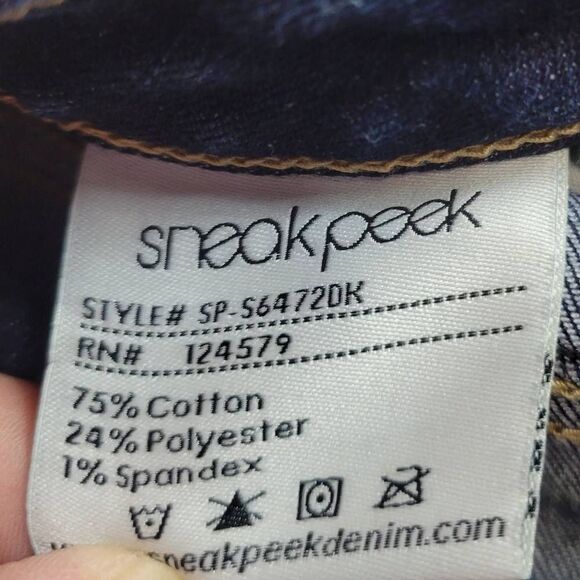 sneakpeek
STYLE# SP-S6472DK
RN# 124579
75% Cotton
24% Polyester
1% Spandex
sneakpeekdenim.com